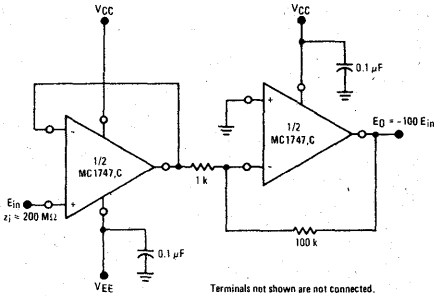 VCC
VCC
0.1 µF
+
-
1/2
MC1747,C
EO = -100 Ein
-
1/2
MC1747,C
+
1 k
Ein
zi ≈ 200 MΩ
100 k
0.1 µF
VEE
Terminals not shown are not connected.